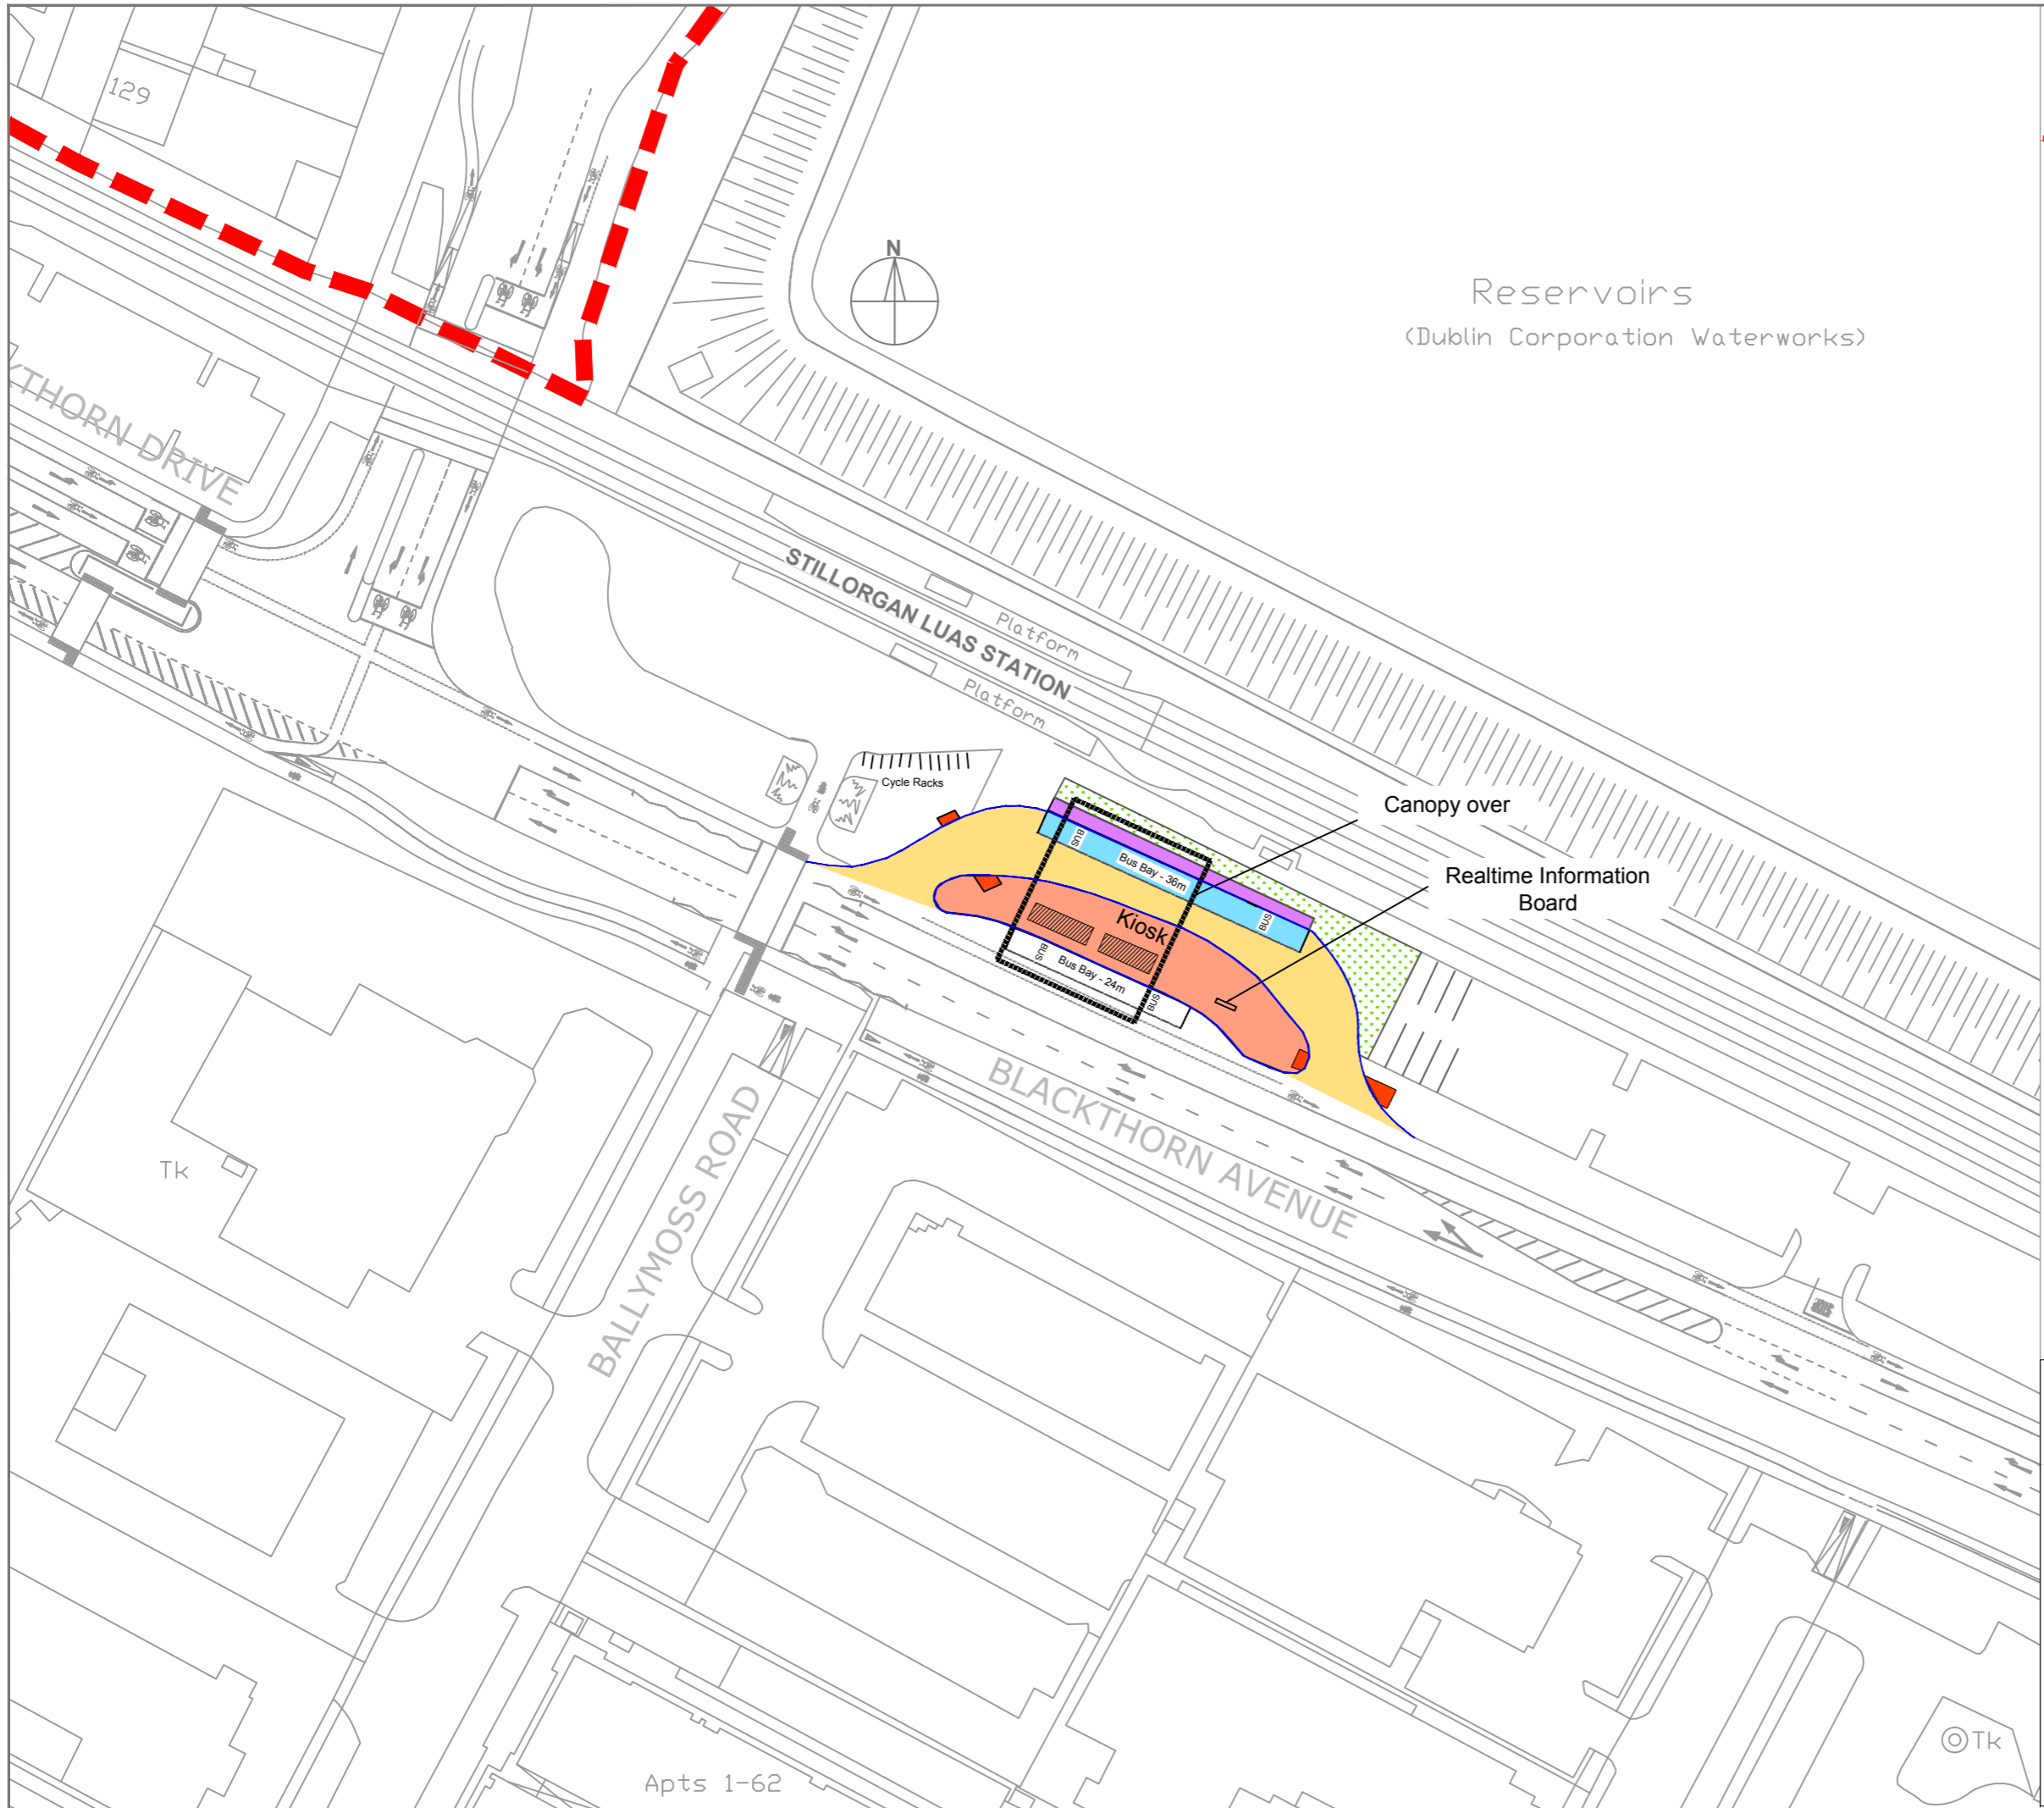 129
N
Reservoirs
(Dublin Corporation Waterworks)
KTHORN DRIVE
STILLORGAN LUAS STATION
Platform
Platform
Cycle Racks
Canopy over
BUS
Bus Bay - 36m
BUS
Realtime Information
Board
Kiosk
BUS
Bus Bay - 24m
BUS
BLACKTHORN AVENUE
BALLYMOSS ROAD
Tk
Tk
Apts 1-62